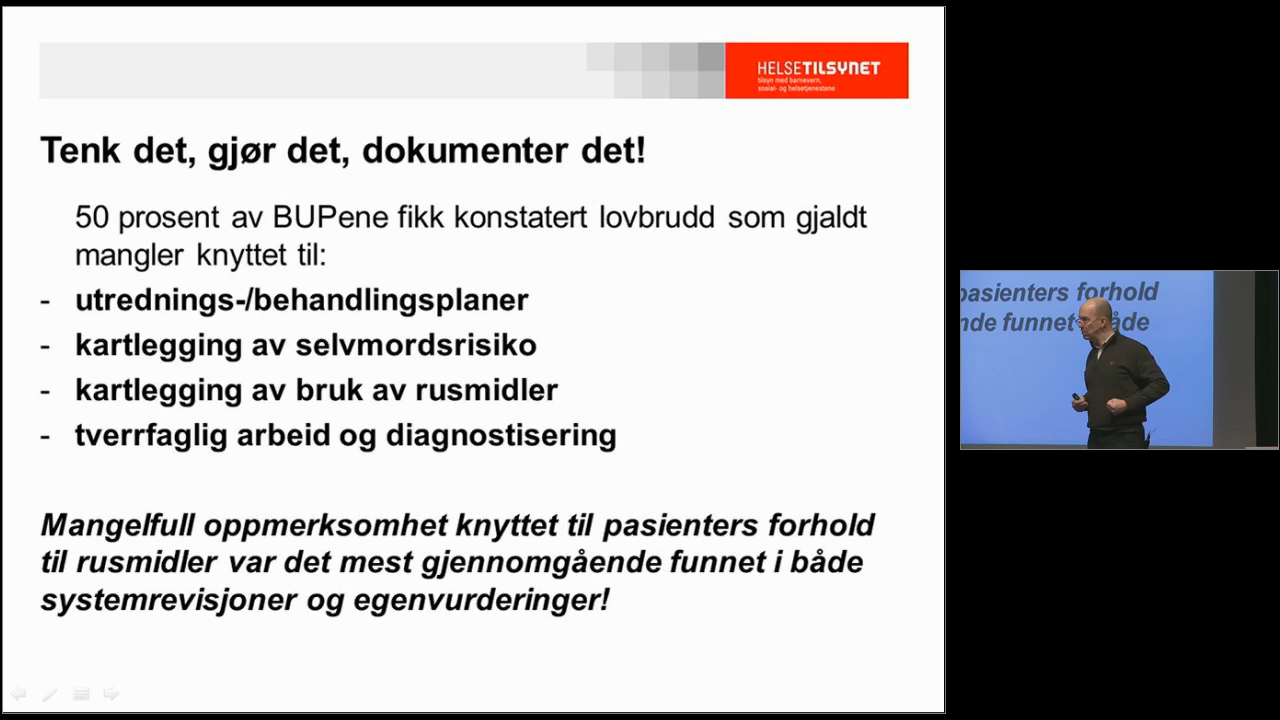 HELSETILSYNET
tilsyn med barnevern,
sosial- og helsetjenestene
Tenk det, gjør det, dokumenter det!
50 prosent av BUPene fikk konstatert lovbrudd som gjaldt
mangler knyttet til:
- utrednings-/behandlingsplaner
- kartlegging av selvmordsrisiko
- kartlegging av bruk av rusmidler
- tverrfaglig arbeid og diagnostisering
Mangelfull oppmerksomhet knyttet til pasienters forhold
til rusmidler var det mest gjennomgående funnet i både
systemrevisjoner og egenvurderinger!
pasienters forhold
nde funnet åde